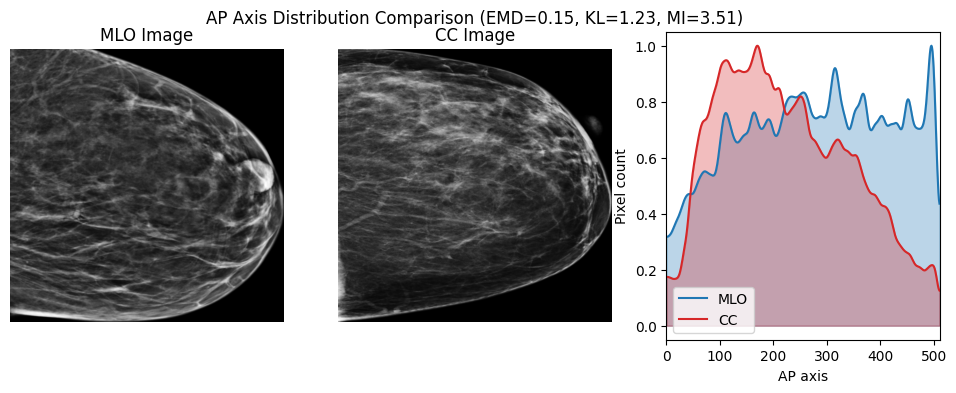 AP Axis Distribution Comparison (EMD=0.15, KL=1.23, MI=3.51)
MLO Image
CC Image
1.0
0.8
0.6
0.4
0.2
0.0
Pixel count
MLO
CC
0 100 200 300 400 500
AP axis